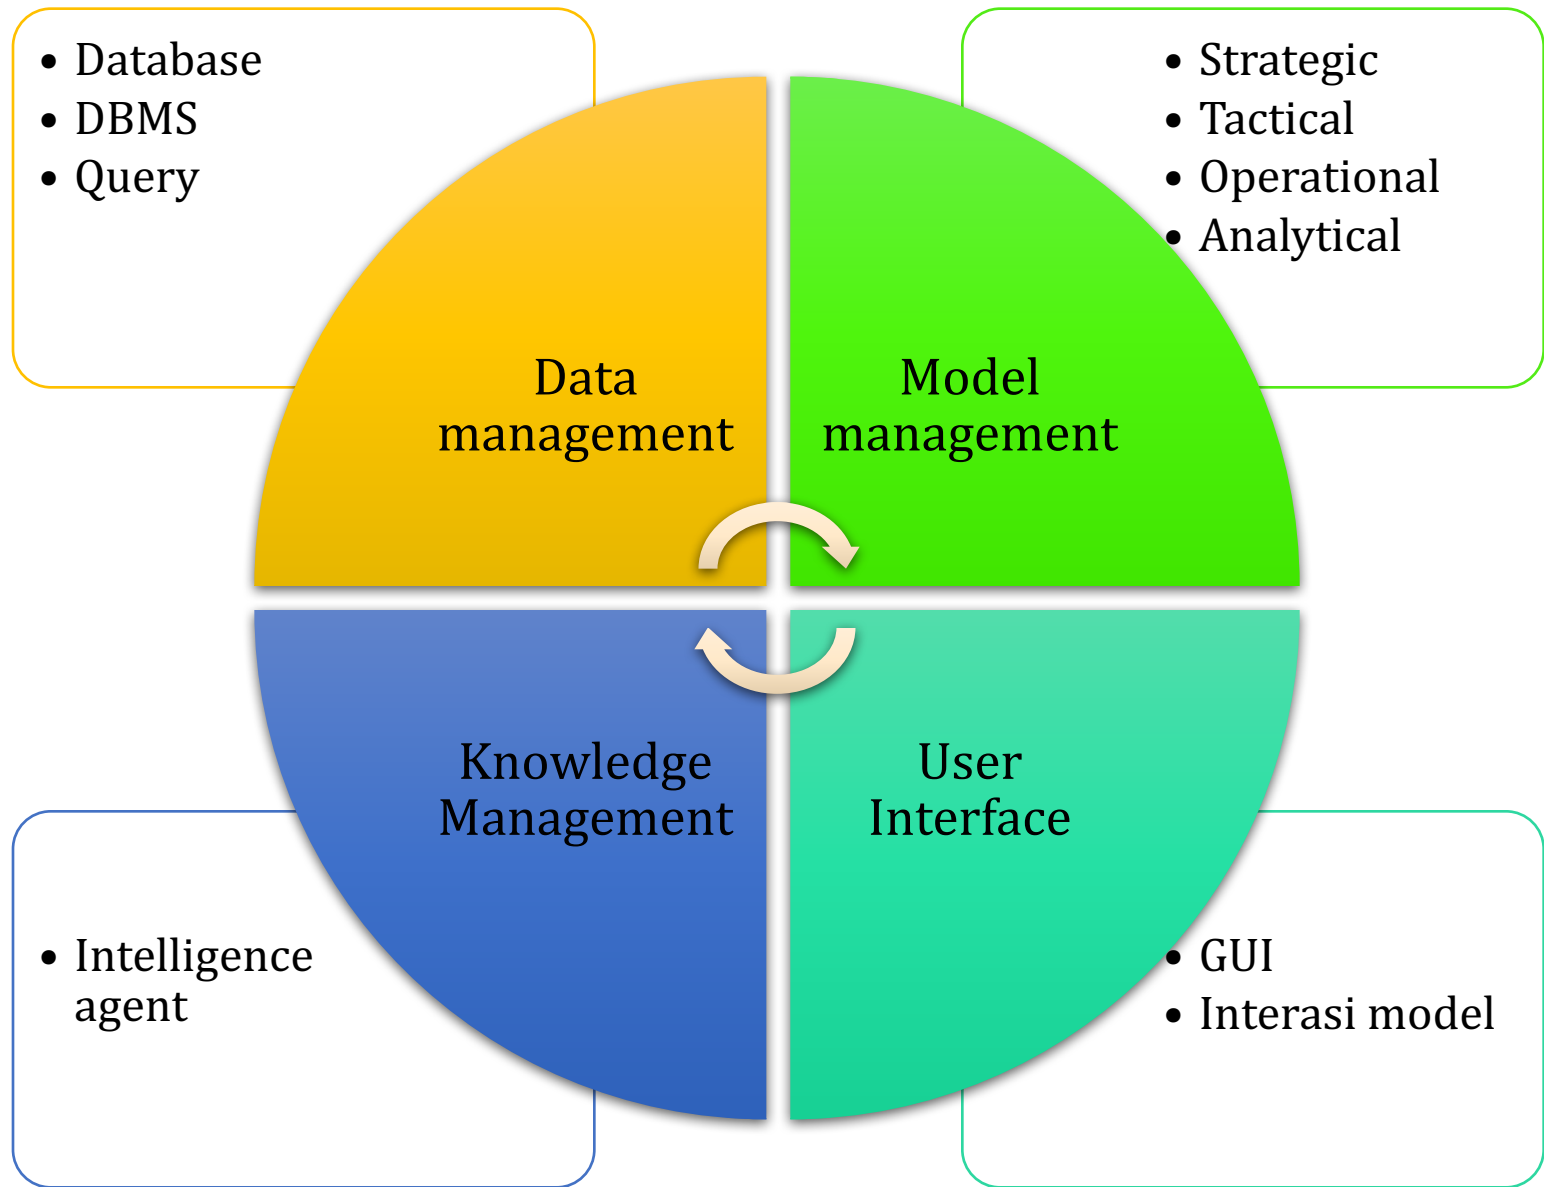 • Database
• DBMS
• Query
• Strategic
• Tactical
• Operational
• Analytical
Data
management
Model
management
Knowledge
Management
User
Interface
• Intelligence
agent
• GUI
• Interasi model